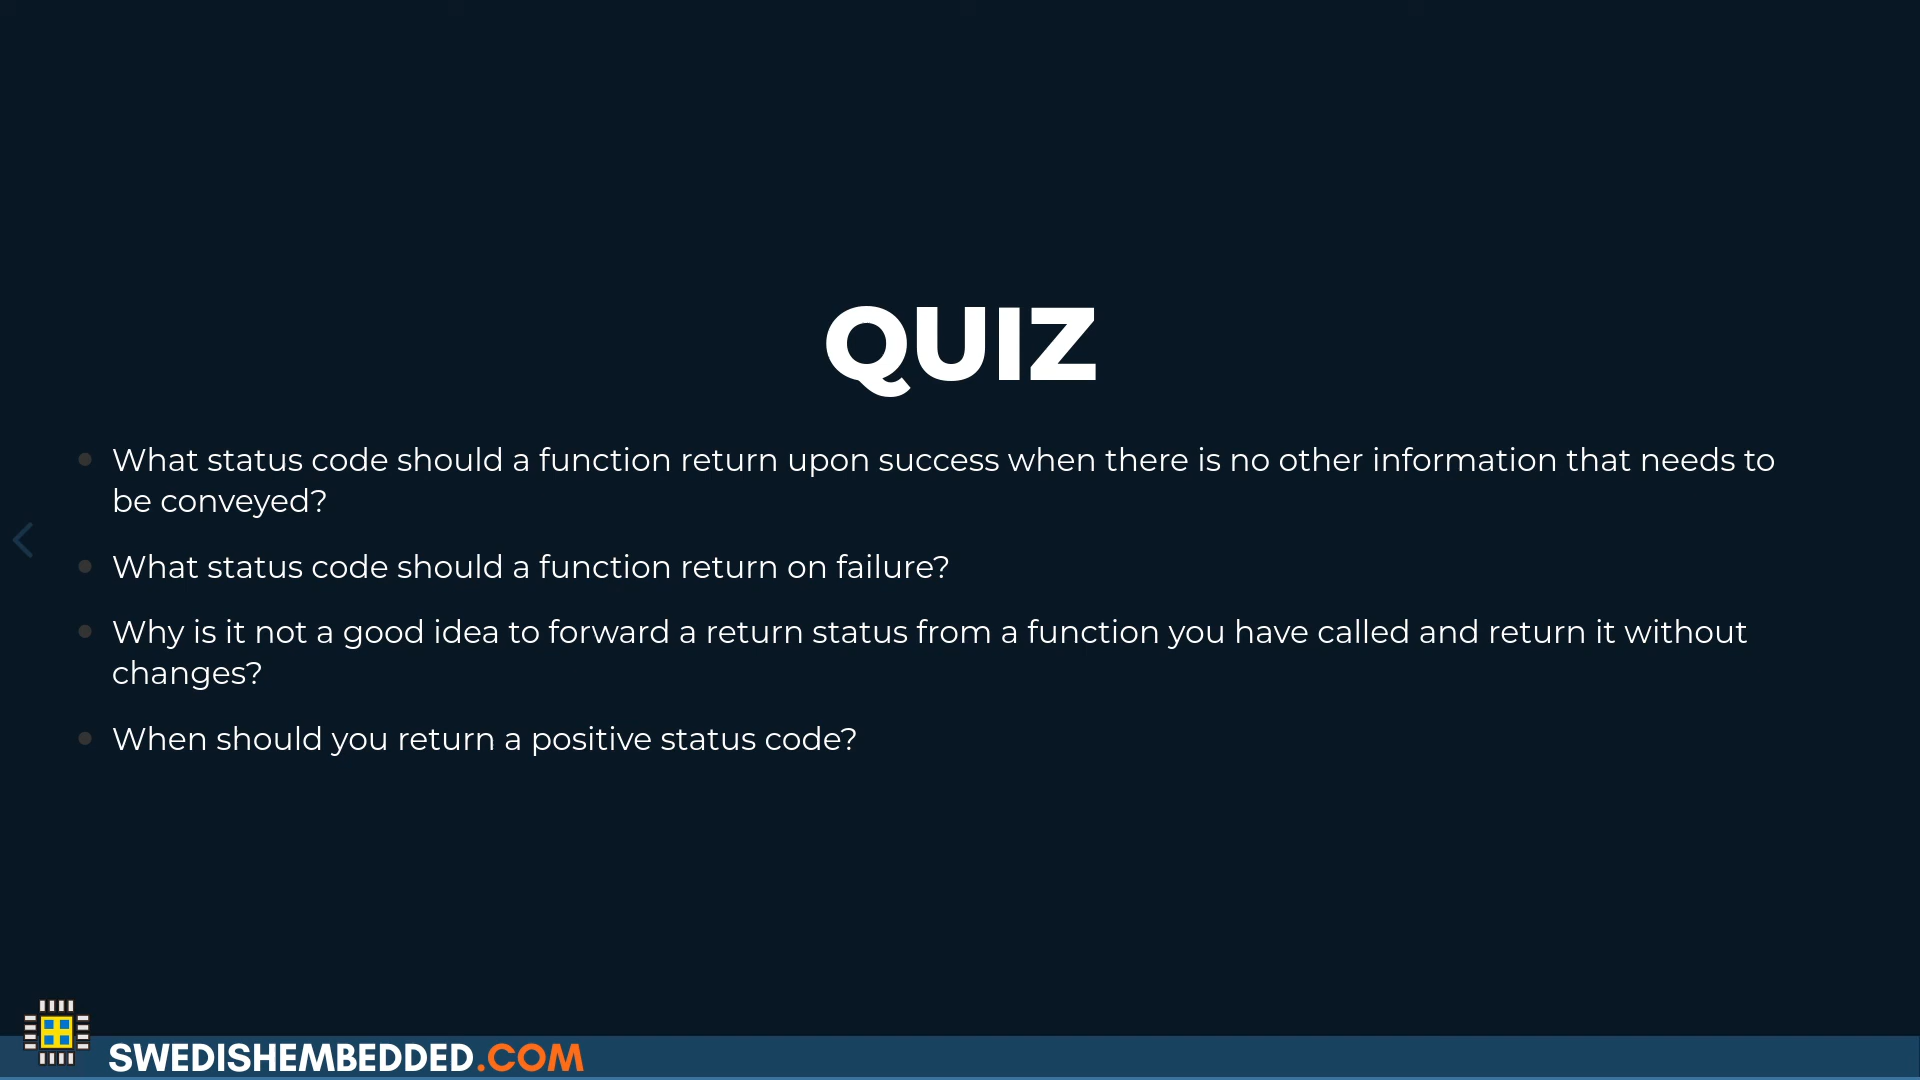 QUIZ
What status code should a function return upon success when there is no other information that needs to
be conveyed?
What status code should a function return on failure?
Why is it not a good idea to forward a return status from a function you have called and return it without
changes?
When should you return a positive status code?
SWEDISHEMBEDDED.COM